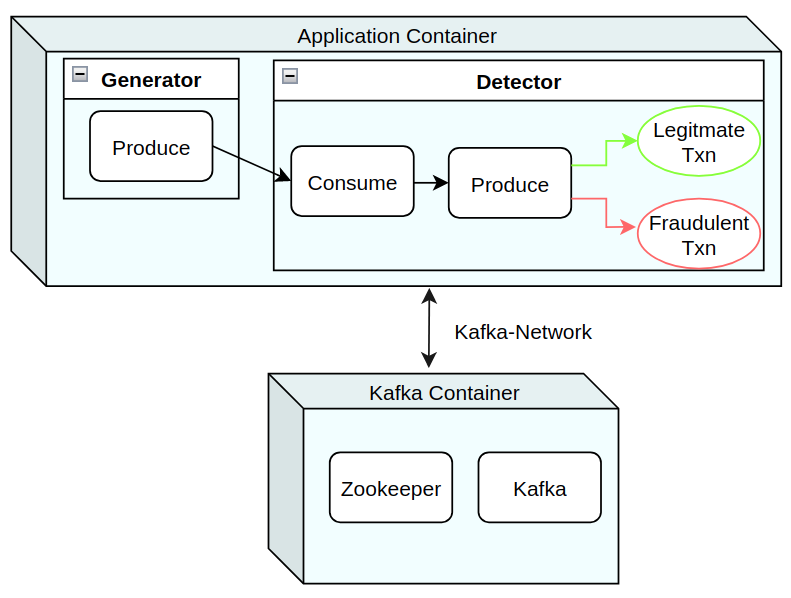 Application Container
Generator
Produce
Detector
Consume
Produce
Legitmate
Txn
Fraudulent
Txn
Kafka-Network
Kafka Container
Zookeeper
Kafka